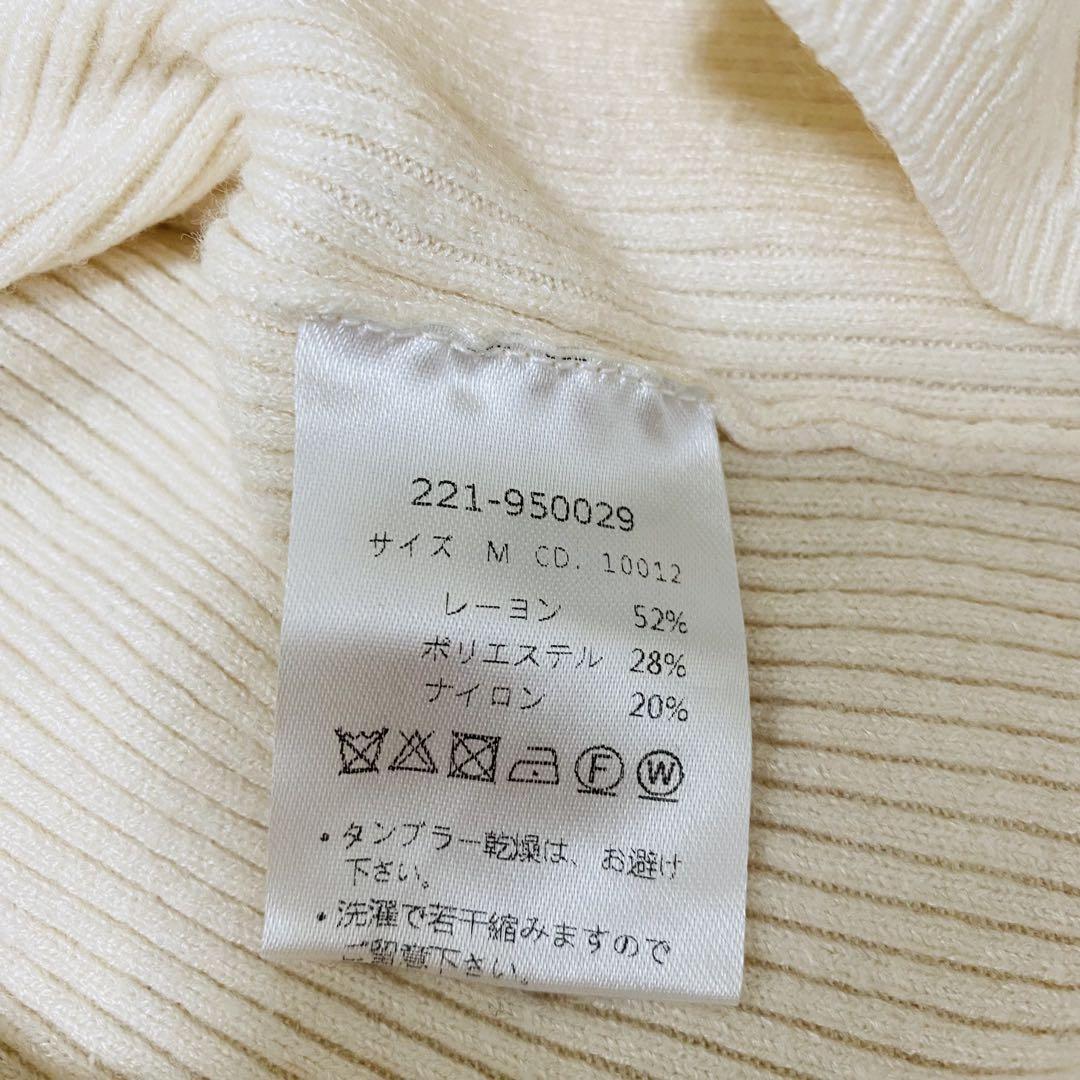 221-950029
サイズ M CD. 10012
レーヨン 52%
ポリエステル 28%
ナイロン 20%
F W
・タンブラー乾燥は、お避け
下さい。
・洗濯で若干縮みますので
ご留意下さい。